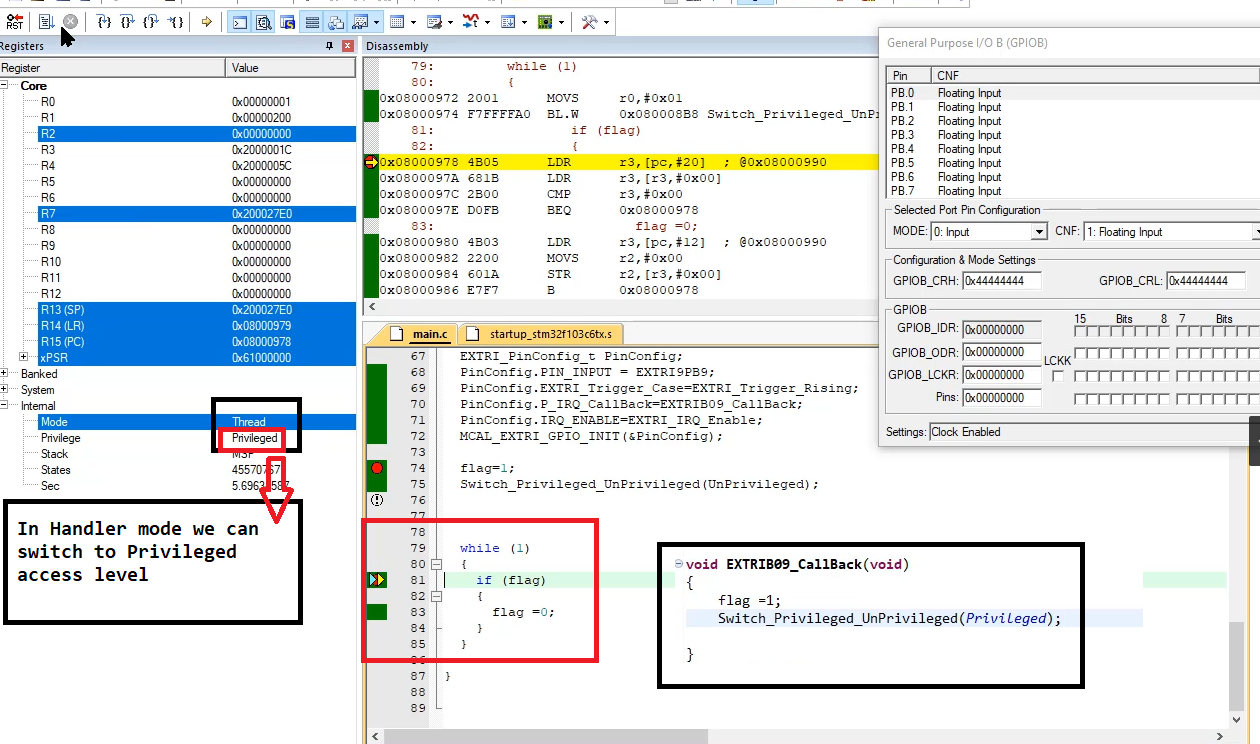 RST
Registers
Register Value
Core
R0 0x00000001
R1 0x00000200
R2 0x00000000
R3 0x2000001C
R4 0x2000005C
R5 0x00000000
R6 0x00000000
R7 0x200027E0
R8 0x00000000
R9 0x00000000
R10 0x00000000
R11 0x00000000
R12 0x00000000
R13 (SP) 0x200027E0
R14 (LR) 0x08000979
R15 (PC) 0x08000978
xPSR 0x61000000
Banked
System
Internal
Mode Thread
Privilege Privileged
Stack MSP
States
Sec
In Handler mode we can
switch to Privileged
access level
Disassembly
79: while (1)
80: {
0x08000972 2001 MOVS r0,#0x01
0x08000974 F7FFFFA0 BL.W 0x080008B8 Switch_Privileged_UnPr
81: if (flag)
82: {
0x08000978 4B05 LDR r3,[pc,#20] ; @0x08000990
0x0800097A 681B LDR r3,[r3,#0x00]
0x0800097C 2B00 CMP r3,#0x00
0x0800097E D0FB BEQ 0x08000978
83: flag =0;
0x08000980 4B03 LDR r3,[pc,#12] ; @0x08000990
0x08000982 2200 MOVS r2,#0x00
0x08000984 601A STR r2,[r3,#0x00]
0x08000986 E7F7 B 0x08000978
main.c startup_stm32f103c6tx.s
67 EXTRI_PinConfig_t PinConfig;
68 PinConfig.PIN_INPUT = EXTRI9PB9;
69 PinConfig.EXTRI_Trigger_Case=EXTRI_Trigger_Rising;
70 PinConfig.P_IRQ_CallBack=EXTRIB09_CallBack;
71 PinConfig.IRQ_ENABLE=EXTRI_IRQ_Enable;
72 MCAL_EXTRI_GPIO_INIT(&PinConfig);
73
74 flag=1;
75 Switch_Privileged_UnPrivileged(UnPrivileged);
76
77
78
79 while (1)
80 {
81 if (flag)
82 {
83 flag =0;
84 }
85 }
86
87 }
88
89
void EXTRIB09_CallBack(void)
{
flag =1;
Switch_Privileged_UnPrivileged(Privileged);
}
General Purpose I/O B (GPIOB)
Pin CNF
PB.0 Floating Input
PB.1 Floating Input
PB.2 Floating Input
PB.3 Floating Input
PB.4 Floating Input
PB.5 Floating Input
PB.6 Floating Input
PB.7 Floating Input
Selected Port Pin Configuration
MODE: 0: Input CNF: 1: Floating Input
Configuration & Mode Settings
GPIOB_CRH: 0x44444444 GPIOB_CRL: 0x44444444
GPIOB
15 Bits 8 7 Bits
GPIOB_IDR: 0x00000000
GPIOB_ODR: 0x00000000
LCKK
GPIOB_LCKR: 0x00000000
Pins: 0x00000000
Settings: Clock Enabled